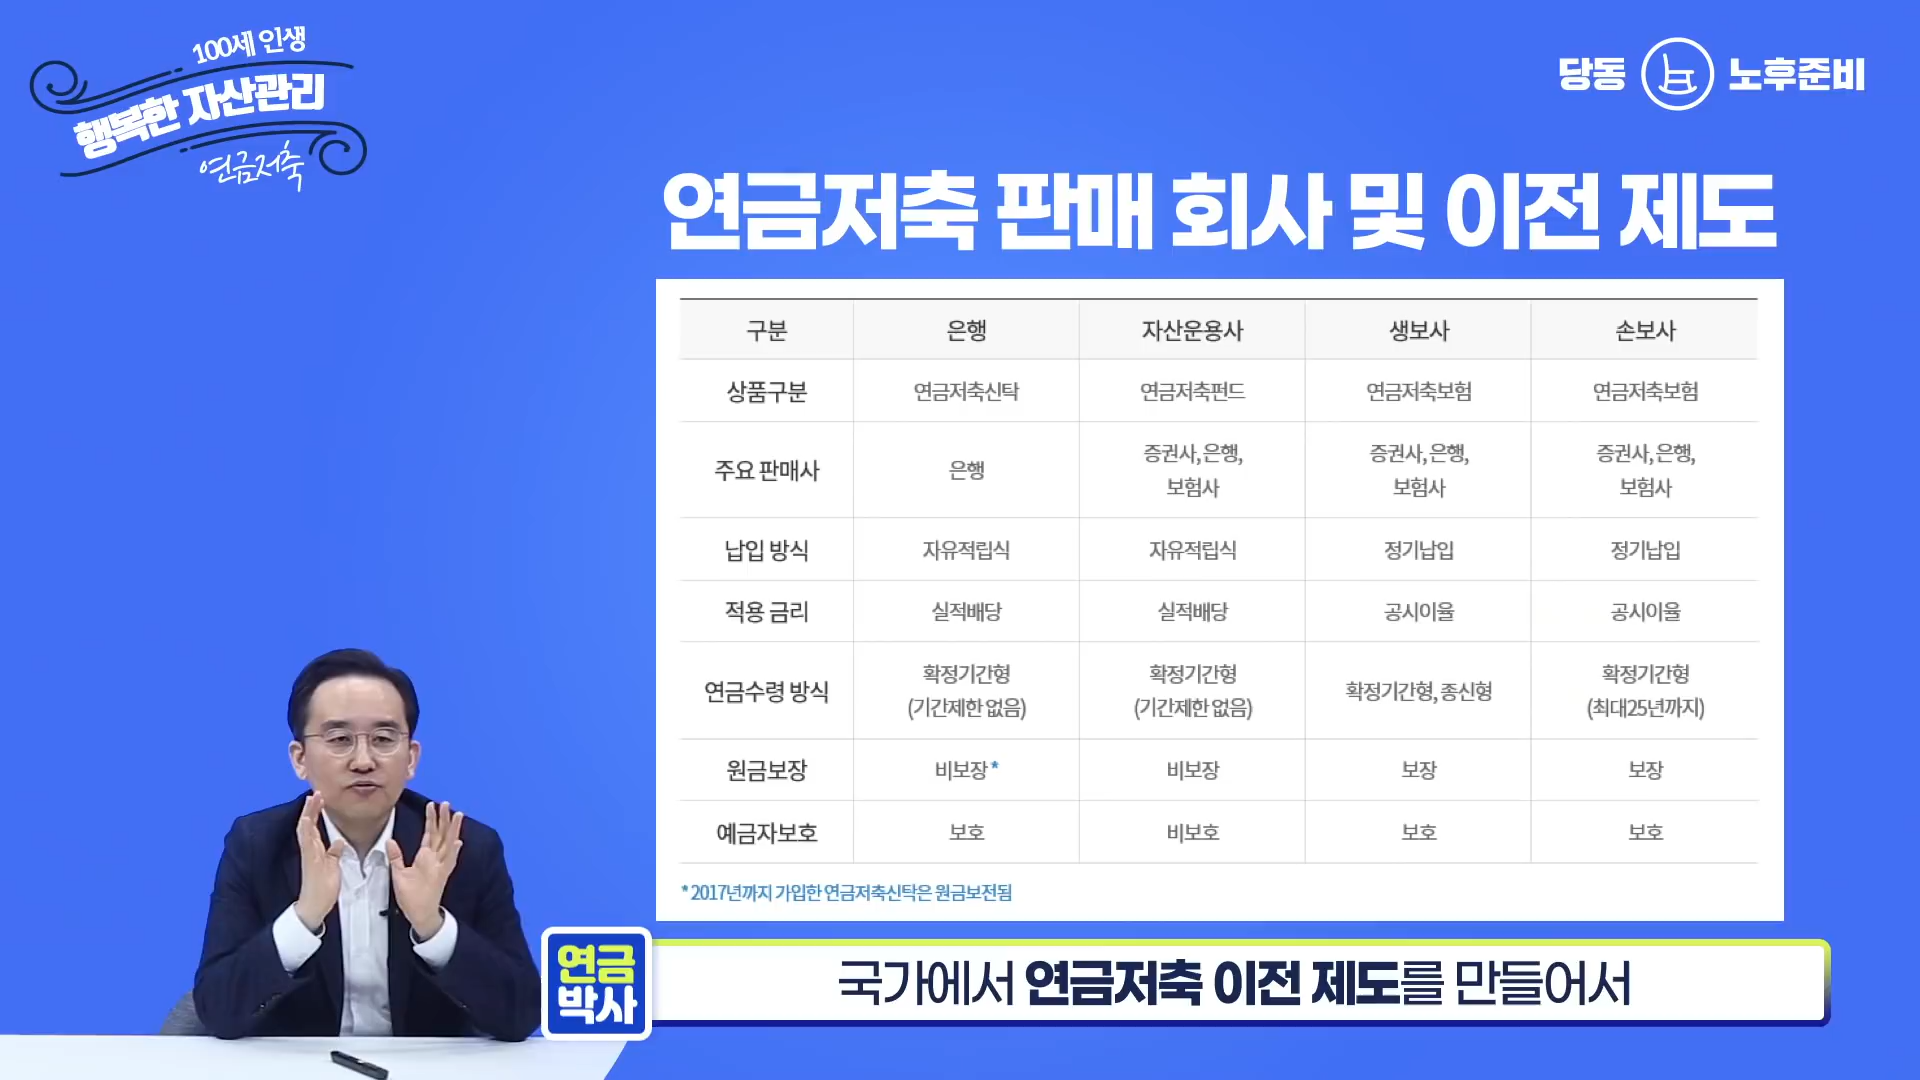 100세 인생
행복한 자산관리
연금저축
당동 노후준비
연금저축 판매 회사 및 이전 제도
구분 은행 자산운용사 생보사 손보사
상품구분 연금저축신탁 연금저축펀드 연금저축보험 연금저축보험
주요 판매사 은행 증권사, 은행, 보험사 증권사, 은행, 보험사 증권사, 은행, 보험사
납입 방식 자유적립식 자유적립식 정기납입 정기납입
적용 금리 실적배당 실적배당 공시이율 공시이율
연금수령 방식 확정기간형 (기간제한 없음) 확정기간형 (기간제한 없음) 확정기간형, 종신형 확정기간형 (최대25년까지)
원금보장 비보장 * 비보장 보장 보장
예금자보호 보호 비보호 보호 보호
* 2017년까지 가입한 연금저축신탁은 원금보전됨
연금
박사
국가에서 연금저축 이전 제도를 만들어서